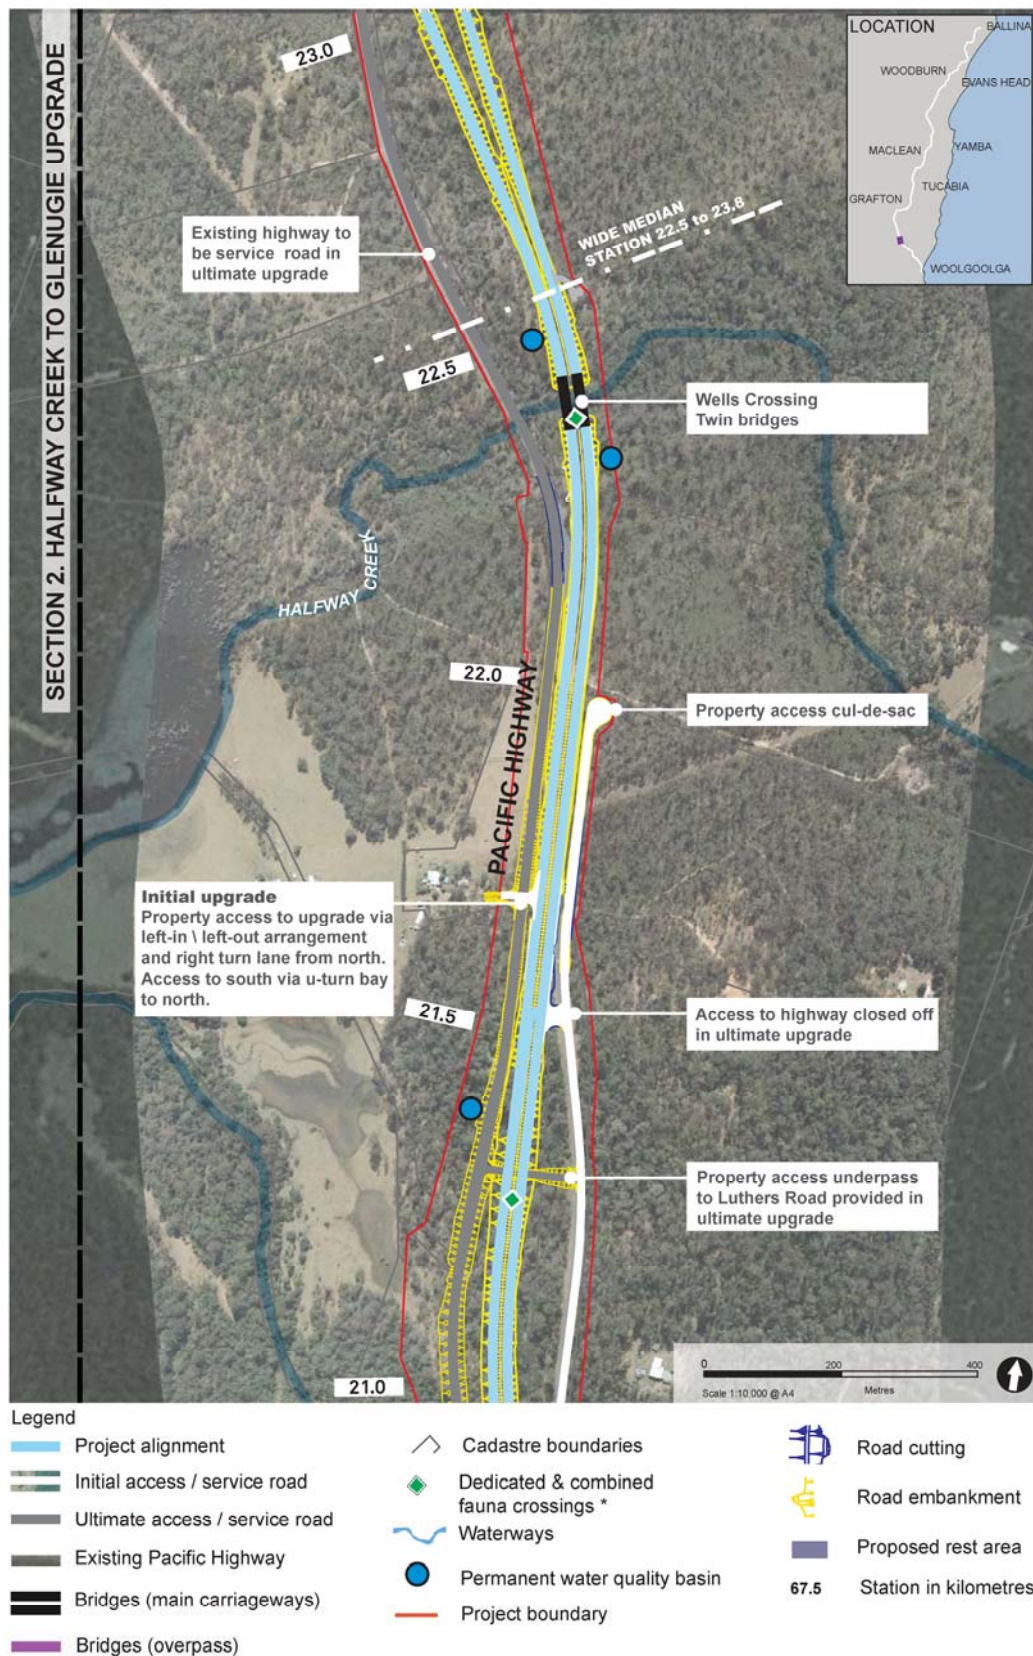 SECTION 2. HALFWAY CREEK TO GLENUGIE UPGRADE
LOCATION
BALLINA
WOODBURN
EVANS HEAD
MACLEAN
YAMBA
TUCABIA
GRAFTON
WOOLGOOLGA
23.0
WIDE MEDIAN
STATION 22.5 to 23.8
Existing highway to
be service road in
ultimate upgrade
22.5
Wells Crossing
Twin bridges
HALFWAY CREEK
22.0
PACIFIC HIGHWAY
Property access cul-de-sac
Initial upgrade
Property access to upgrade via
left-in \ left-out arrangement
and right turn lane from north.
Access to south via u-turn bay
to north.
21.5
Access to highway closed off
in ultimate upgrade
Property access underpass
to Luthers Road provided in
ultimate upgrade
21.0
0 200 400
Scale 1:10,000 @ A4 Metres
Legend
Project alignment
Initial access / service road
Ultimate access / service road
Existing Pacific Highway
Bridges (main carriageways)
Bridges (overpass)
Cadastre boundaries
Dedicated & combined
fauna crossings *
Waterways
Permanent water quality basin
Project boundary
Road cutting
Road embankment
Proposed rest area
67.5 Station in kilometres